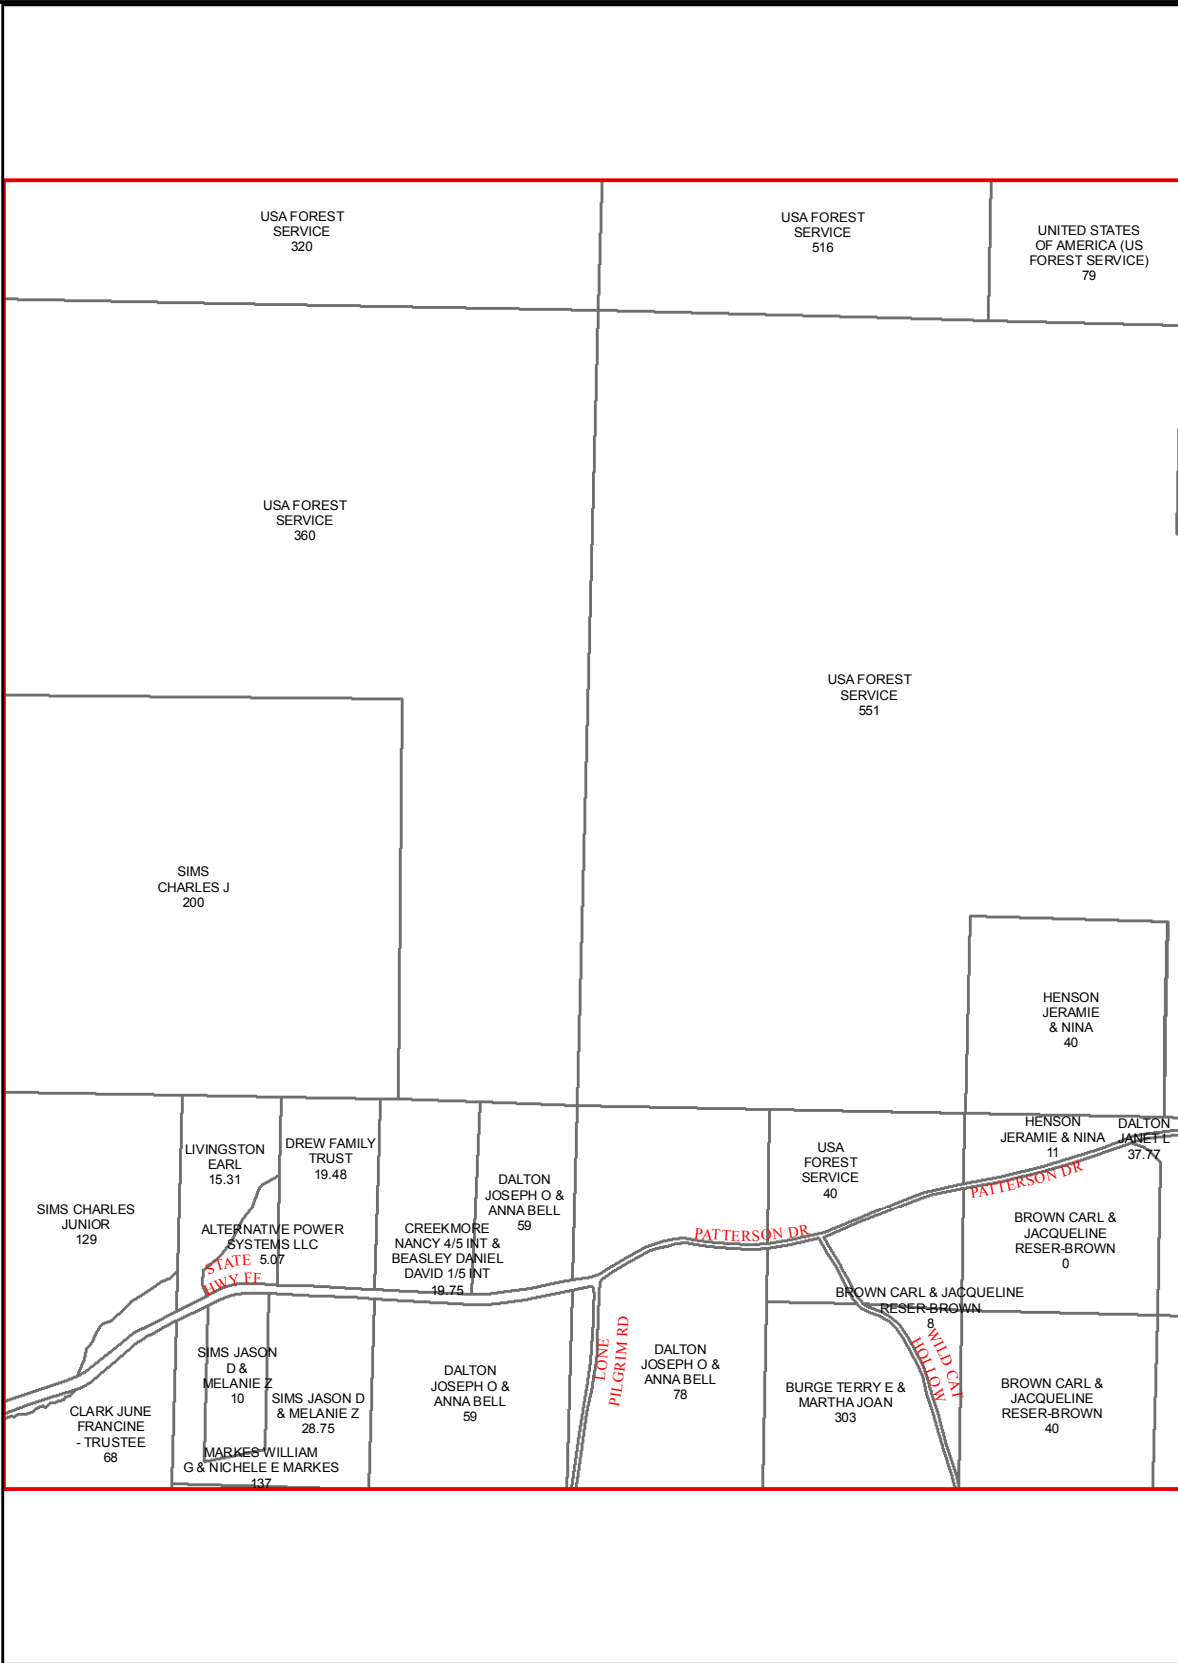 USA FOREST
SERVICE
320
USA FOREST
SERVICE
516
UNITED STATES
OF AMERICA (US
FOREST SERVICE)
79
USA FOREST
SERVICE
360
USA FOREST
SERVICE
551
SIMS
CHARLES J
200
HENSON
JERAMIE
& NINA
40
SIMS CHARLES
JUNIOR
129
LIVINGSTON
EARL
15.31
DREW FAMILY
TRUST
19.48
ALTERNATIVE POWER
SYSTEMS LLC
5.07
STATE
HWY FF
CREEKMORE
NANCY 4/5 INT &
BEASLEY DANIEL
DAVID 1/5 INT
19.75
DALTON
JOSEPH O &
ANNA BELL
59
USA
FOREST
SERVICE
40
HENSON
JERAMIE & NINA
11
DALTON
JANET L
37.77
PATTERSON DR
PATTERSON DR
BROWN CARL &
JACQUELINE
RESER-BROWN
0
BROWN CARL & JACQUELINE
RESER-BROWN
8
CLARK JUNE
FRANCINE
- TRUSTEE
68
SIMS JASON
D &
MELANIE Z
10
SIMS JASON D
& MELANIE Z
28.75
MARKES WILLIAM
G & NICHELE E MARKES
137
DALTON
JOSEPH O &
ANNA BELL
59
LONE
PILGRIM RD
DALTON
JOSEPH O &
ANNA BELL
78
BURGE TERRY E &
MARTHA JOAN
303
WILD CAT
HOLLOW
BROWN CARL &
JACQUELINE
RESER-BROWN
40